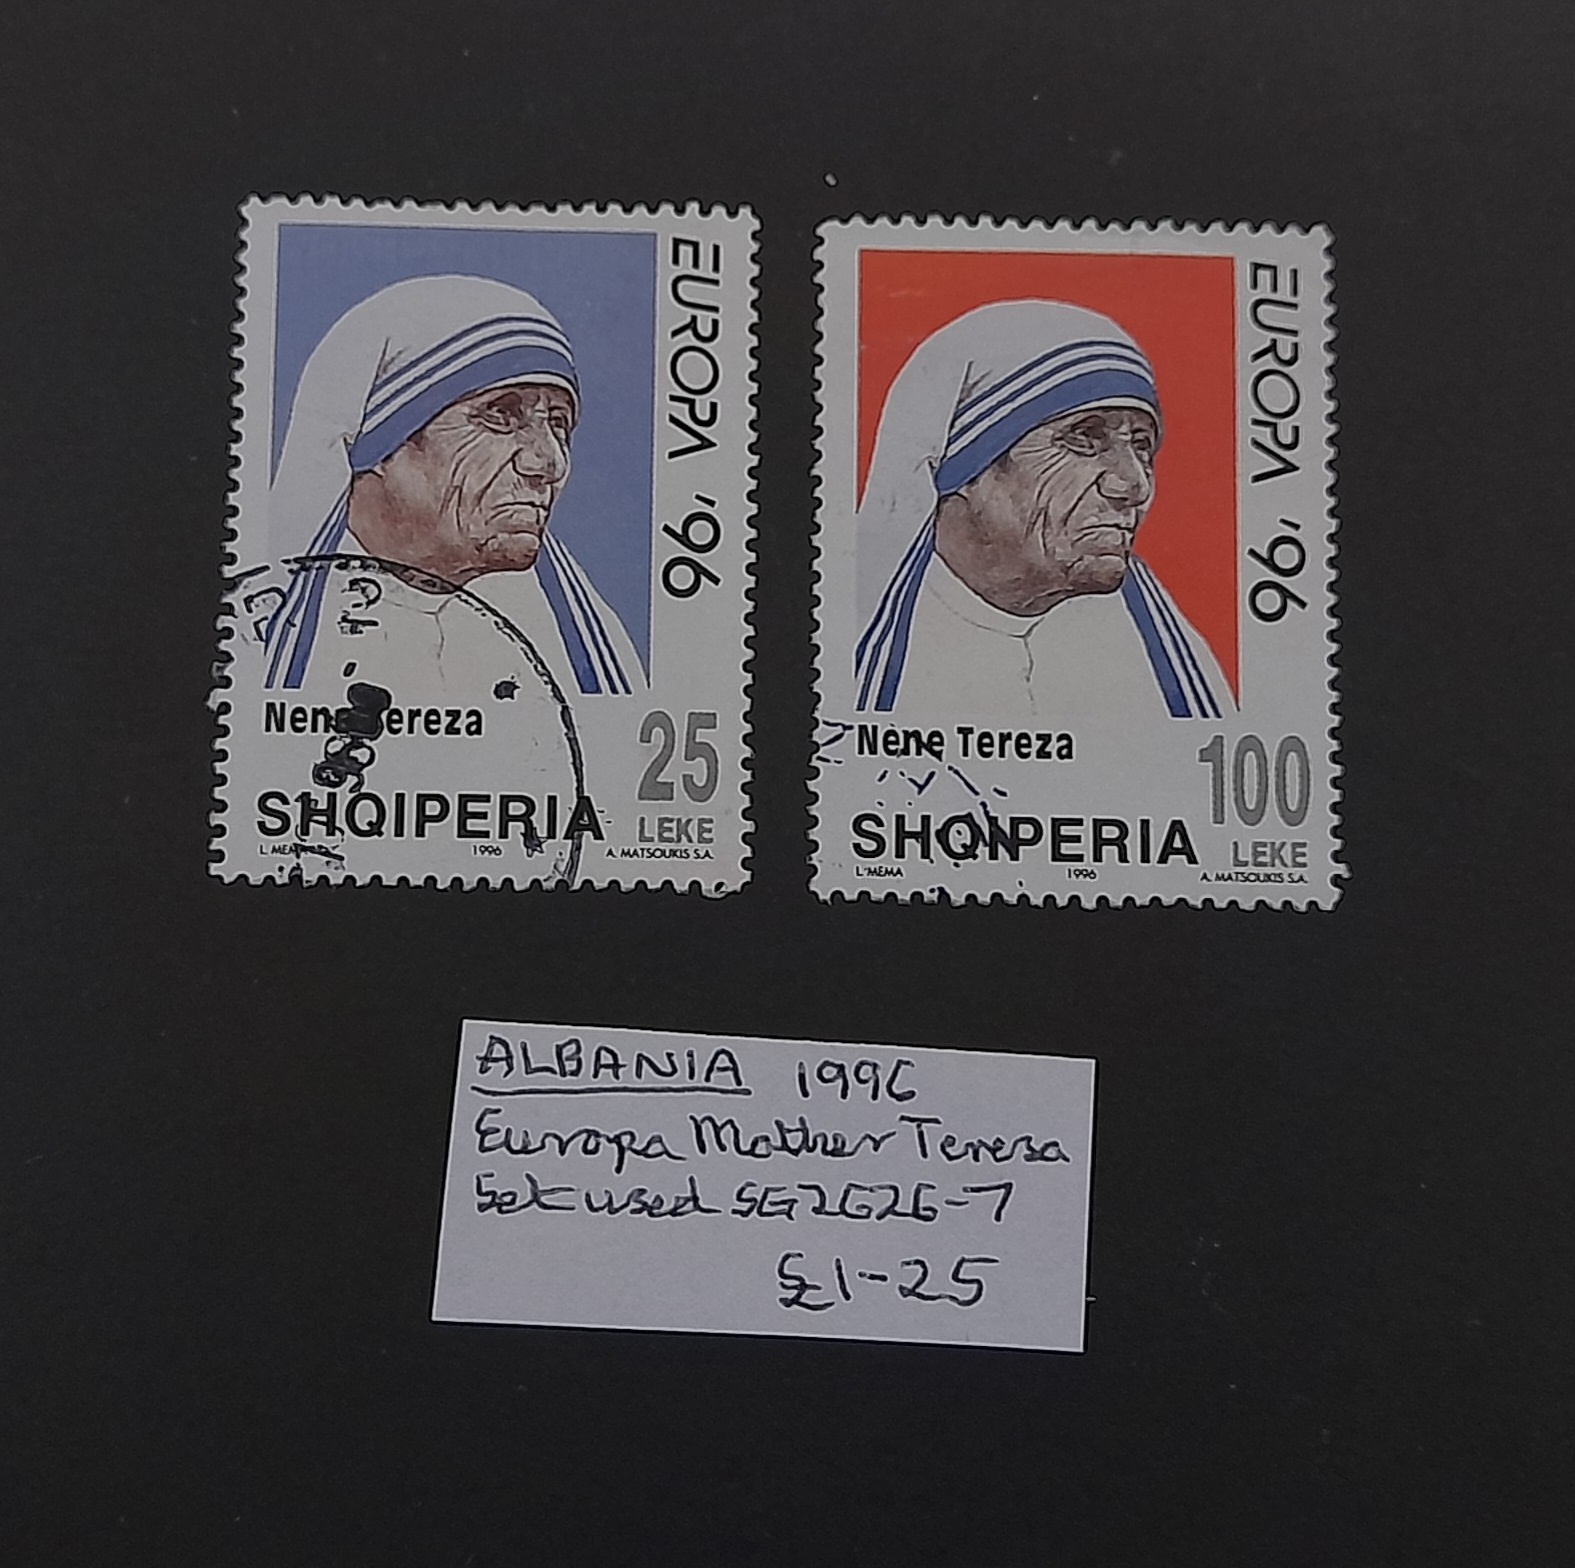 EUROPA '96
Nene Tereza
25
SHQIPERIA
LEKE
1996
A. MATSOUKIS S.A.
EUROPA '96
Nene Tereza
100
SHQIPERIA
LEKE
L. MEMA
1996
A. MATSOUKIS S.A.
ALBANIA 1996
Europa Mother Teresa
Set used SG2626-7
£1-25